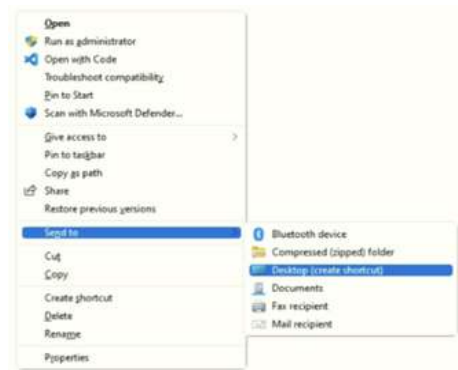 Open
Run as administrator
Open with Code
Troubleshoot compatibility
Pin to Start
Scan with Microsoft Defender...
Give access to
Pin to taskbar
Copy as path
Share
Restore previous versions
Send to
Cut
Copy
Create shortcut
Delete
Rename
Properties
Bluetooth device
Compressed (zipped) folder
Desktop (create shortcut)
Documents
Fax recipient
Mail recipient